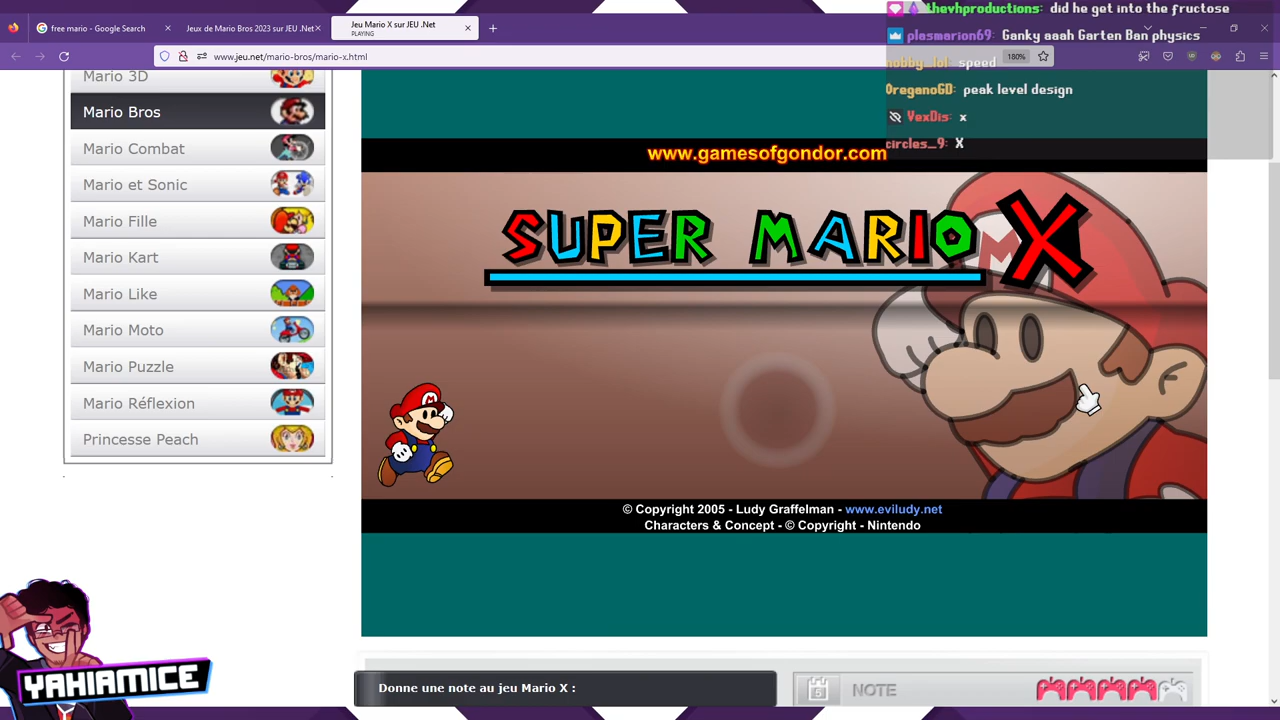 free mario - Google Search
Jeux de Mario Bros 2023 sur JEU .Net
Jeu Mario X sur JEU .Net
PLAYING
www.jeu.net/mario-bros/mario-x.html
180%
thevhproductions: did he get into the fructose
plasmarion69: Ganky aaah Garten Ban physics
nobby_lol: speed
OreganoGD: peak level design
VexDis: x
circles_9: X
Mario 3D
Mario Bros
Mario Combat
Mario et Sonic
Mario Fille
Mario Kart
Mario Like
Mario Moto
Mario Puzzle
Mario Réflexion
Princesse Peach
www.gamesofgondor.com
SUPER MARIO X
M
M
© Copyright 2005 - Ludy Graffelman - www.eviludy.net
Characters & Concept - © Copyright - Nintendo
Donne une note au jeu Mario X :
5
NOTE
YAHIAMICE